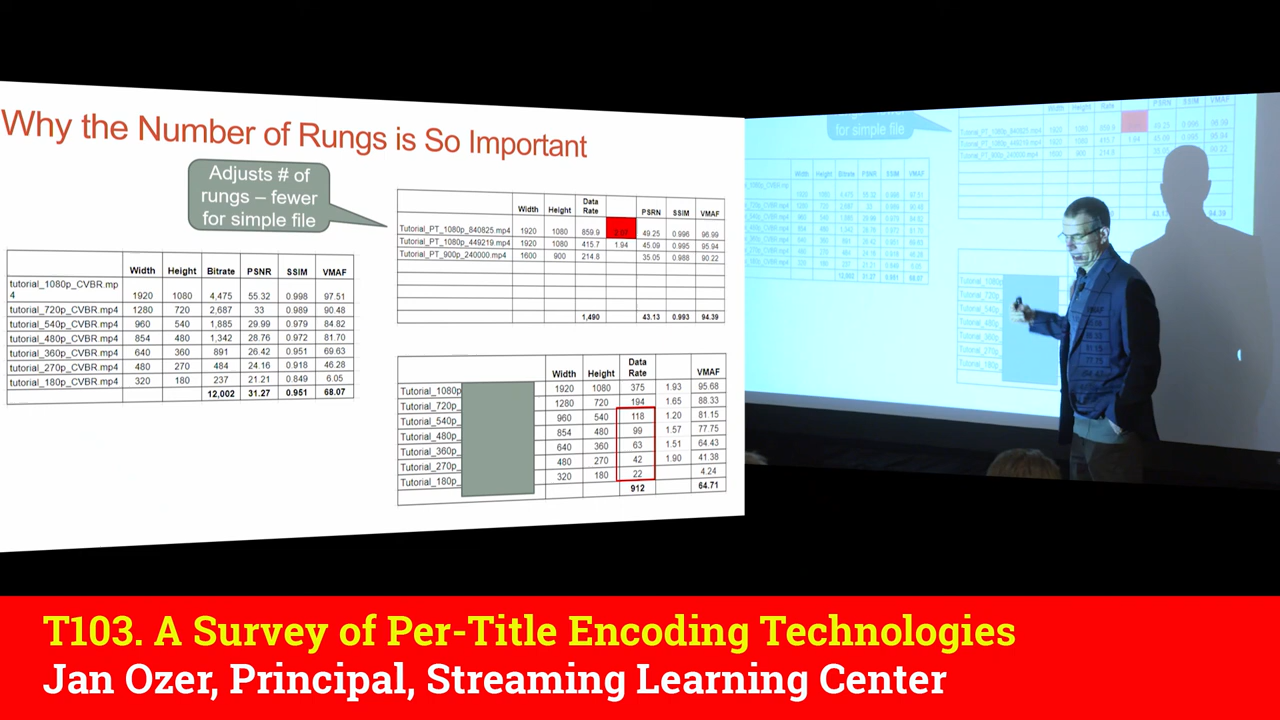 Why the Number of Rungs is So Important
Adjusts # of
rungs – fewer
for simple file
Width Height Bitrate PSNR SSIM VMAF
tutorial_1080p_CVBR.mp
4 1920 1080 4,475 55.32 0.998 97.51
tutorial_720p_CVBR.mp4 1280 720 2,687 33 0.989 90.48
tutorial_540p_CVBR.mp4 960 540 1,885 29.99 0.979 84.82
tutorial_480p_CVBR.mp4 854 480 1,342 28.76 0.972 81.70
tutorial_360p_CVBR.mp4 640 360 891 26.42 0.951 69.63
tutorial_270p_CVBR.mp4 480 270 484 24.16 0.918 46.28
tutorial_180p_CVBR.mp4 320 180 237 21.21 0.849 6.05
12,002 31.27 0.951 68.07
Data
Width Height Rate PSRN SSIM VMAF
Tutorial_PT_1080p_840825.mp4 1920 1080 859.9 49.25 0.996 96.99
Tutorial_PT_1080p_449219.mp4 1920 1080 415.7 1.94 45.09 0.995 95.94
Tutorial_PT_900p_240000.mp4 1600 900 214.8 35.05 0.988 90.22
1,490 43.13 0.993 94.39
Data
Width Height Rate VMAF
Tutorial_1080p 1920 1080 375 1.93 95.68
Tutorial_720p_ 1280 720 194 1.65 88.33
Tutorial_540p_ 960 540 118 1.20 81.15
Tutorial_480p_ 854 480 99 1.57 77.75
Tutorial_360p_ 640 360 63 1.51 64.43
Tutorial_270p_ 480 270 42 1.90 41.38
Tutorial_180p_ 320 180 22 4.24
912 64.71
for simple file
T103. A Survey of Per-Title Encoding Technologies
Jan Ozer, Principal, Streaming Learning Center